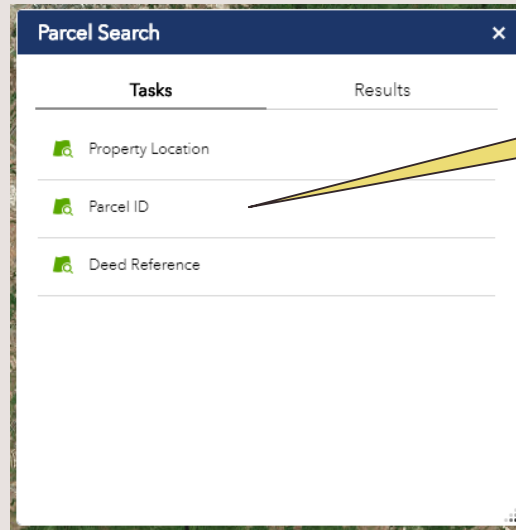 Parcel Search ×
Tasks Results
Property Location
Parcel ID
Deed Reference